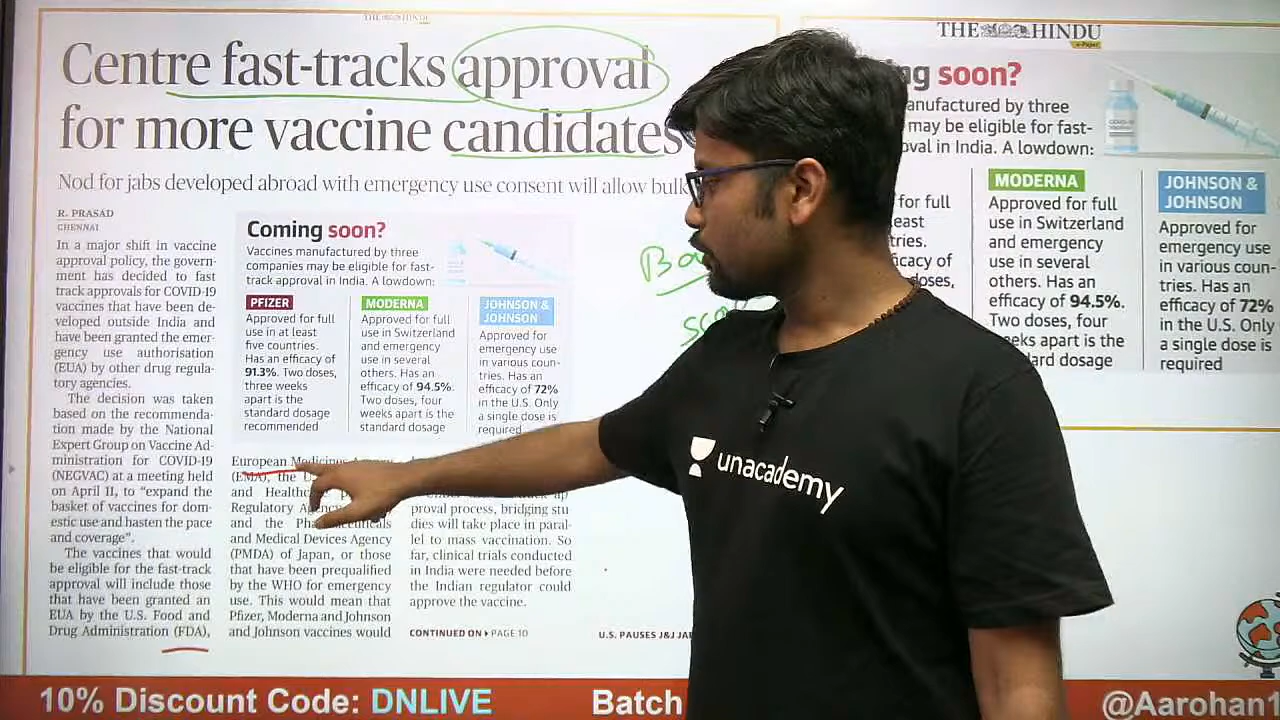 THE HINDU
Centre fast-tracks approval
for more vaccine candidates
Nod for jabs developed abroad with emergency use consent will allow bulk
R. PRASAD
CHENNAI
In a major shift in vaccine
approval policy, the govern-
ment has decided to fast
track approvals for COVID-19
vaccines that have been de-
veloped outside India and
have been granted the emer-
gency use authorisation
(EUA) by other drug regula-
tory agencies.
The decision was taken
based on the recommenda-
tion made by the National
Expert Group on Vaccine Ad-
ministration for COVID-19
(NEGVAC) at a meeting held
on April 11, to “expand the
basket of vaccines for dom-
estic use and hasten the pace
and coverage”.
The vaccines that would
be eligible for the fast-track
approval will include those
that have been granted an
EUA by the U.S. Food and
Drug Administration (FDA),
Coming soon?
Vaccines manufactured by three
companies may be eligible for fast-
track approval in India. A lowdown:
PFIZER
Approved for full
use in at least
five countries.
Has an efficacy of
91.3%. Two doses,
three weeks
apart is the
standard dosage
recommended
MODERNA
Approved for full
use in Switzerland
and emergency
use in several
others. Has an
efficacy of 94.5%.
Two doses, four
weeks apart is the
standard dosage
JOHNSON &
JOHNSON
Approved for
emergency use
in various coun-
tries. Has an
efficacy of 72%
in the U.S. Only
a single dose is
required
European Medicines
(EMA), the
and Healthc
Regulatory Agency
and the Pharmaceuticals
and Medical Devices Agency
(PMDA) of Japan, or those
that have been prequalified
by the WHO for emergency
use. This would mean that
Pfizer, Moderna and Johnson
and Johnson vaccines would
proval process, bridging stu
dies will take place in paral-
lel to mass vaccination. So
far, clinical trials conducted
in India were needed before
the Indian regulator could
approve the vaccine.
CONTINUED ON PAGE 10
U.S. PAUSES J&J
THE HINDU
e-Paper
soon?
anufactured by three
may be eligible for fast-
oval in India. A lowdown:
for full
east
tries.
icacy of
doses,
MODERNA
Approved for full
use in Switzerland
and emergency
use in several
others. Has an
efficacy of 94.5%.
Two doses, four
eeks apart is the
dard dosage
JOHNSON &
JOHNSON
Approved for
emergency use
in various coun-
tries. Has an
efficacy of 72%
in the U.S. Only
a single dose is
required
unacademy
10% Discount Code: DNLIVE
Batch
@Aarohan1